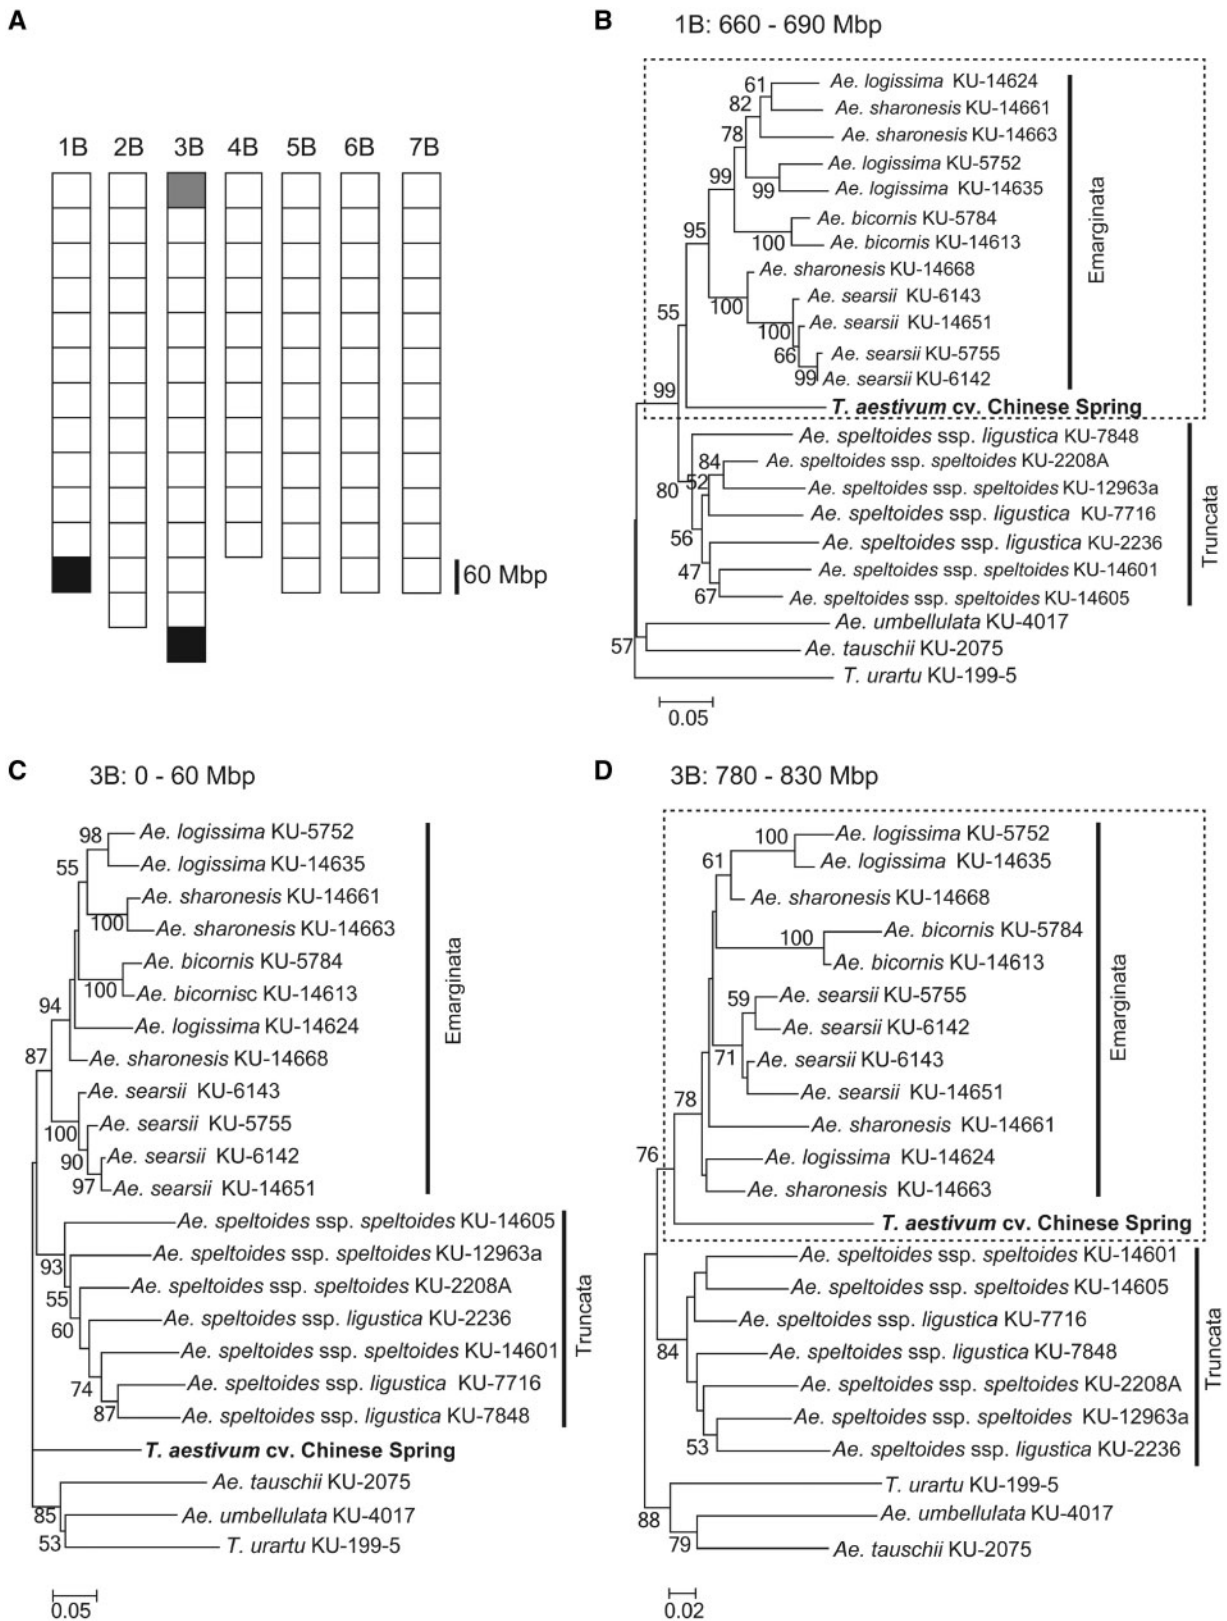 A
1B 2B 3B 4B 5B 6B 7B
60 Mbp
B
1B: 660 - 690 Mbp
Ae. logissima KU-14624
Ae. sharonesis KU-14661
Ae. sharonesis KU-14663
Ae. logissima KU-5752
Ae. logissima KU-14635
Ae. bicornis KU-5784
Ae. bicornis KU-14613
Ae. sharonesis KU-14668
Ae. searsii KU-6143
Ae. searsii KU-14651
Ae. searsii KU-5755
Ae. searsii KU-6142
T. aestivum cv. Chinese Spring
Ae. speltoides ssp. ligustica KU-7848
Ae. speltoides ssp. speltoides KU-2208A
Ae. speltoides ssp. speltoides KU-12963a
Ae. speltoides ssp. ligustica KU-7716
Ae. speltoides ssp. ligustica KU-2236
Ae. speltoides ssp. speltoides KU-14601
Ae. speltoides ssp. speltoides KU-14605
Ae. umbellulata KU-4017
Ae. tauschii KU-2075
T. urartu KU-199-5
61
82
78
99
99
95
100
100
55
100
66
99
99
84
52
80
56
47
67
57
Emarginata
Truncata
0.05
C
3B: 0 - 60 Mbp
Ae. logissima KU-5752
Ae. logissima KU-14635
Ae. sharonesis KU-14661
Ae. sharonesis KU-14663
Ae. bicornis KU-5784
Ae. bicornisc KU-14613
Ae. logissima KU-14624
Ae. sharonesis KU-14668
Ae. searsii KU-6143
Ae. searsii KU-5755
Ae. searsii KU-6142
Ae. searsii KU-14651
Ae. speltoides ssp. speltoides KU-14605
Ae. speltoides ssp. speltoides KU-12963a
Ae. speltoides ssp. speltoides KU-2208A
Ae. speltoides ssp. ligustica KU-2236
Ae. speltoides ssp. speltoides KU-14601
Ae. speltoides ssp. ligustica KU-7716
Ae. speltoides ssp. ligustica KU-7848
T. aestivum cv. Chinese Spring
Ae. tauschii KU-2075
Ae. umbellulata KU-4017
T. urartu KU-199-5
98
55
100
100
94
87
100
90
97
93
55
60
74
87
85
53
Emarginata
Truncata
0.05
D
3B: 780 - 830 Mbp
Ae. logissima KU-5752
Ae. logissima KU-14635
Ae. sharonesis KU-14668
Ae. bicornis KU-5784
Ae. bicornis KU-14613
Ae. searsii KU-5755
Ae. searsii KU-6142
Ae. searsii KU-6143
Ae. searsii KU-14651
Ae. sharonesis KU-14661
Ae. logissima KU-14624
Ae. sharonesis KU-14663
T. aestivum cv. Chinese Spring
Ae. speltoides ssp. speltoides KU-14601
Ae. speltoides ssp. speltoides KU-14605
Ae. speltoides ssp. ligustica KU-7716
Ae. speltoides ssp. ligustica KU-7848
Ae. speltoides ssp. speltoides KU-2208A
Ae. speltoides ssp. speltoides KU-12963a
Ae. speltoides ssp. ligustica KU-2236
T. urartu KU-199-5
Ae. umbellulata KU-4017
Ae. tauschii KU-2075
100
61
100
59
71
78
76
84
53
88
79
Emarginata
Truncata
0.02